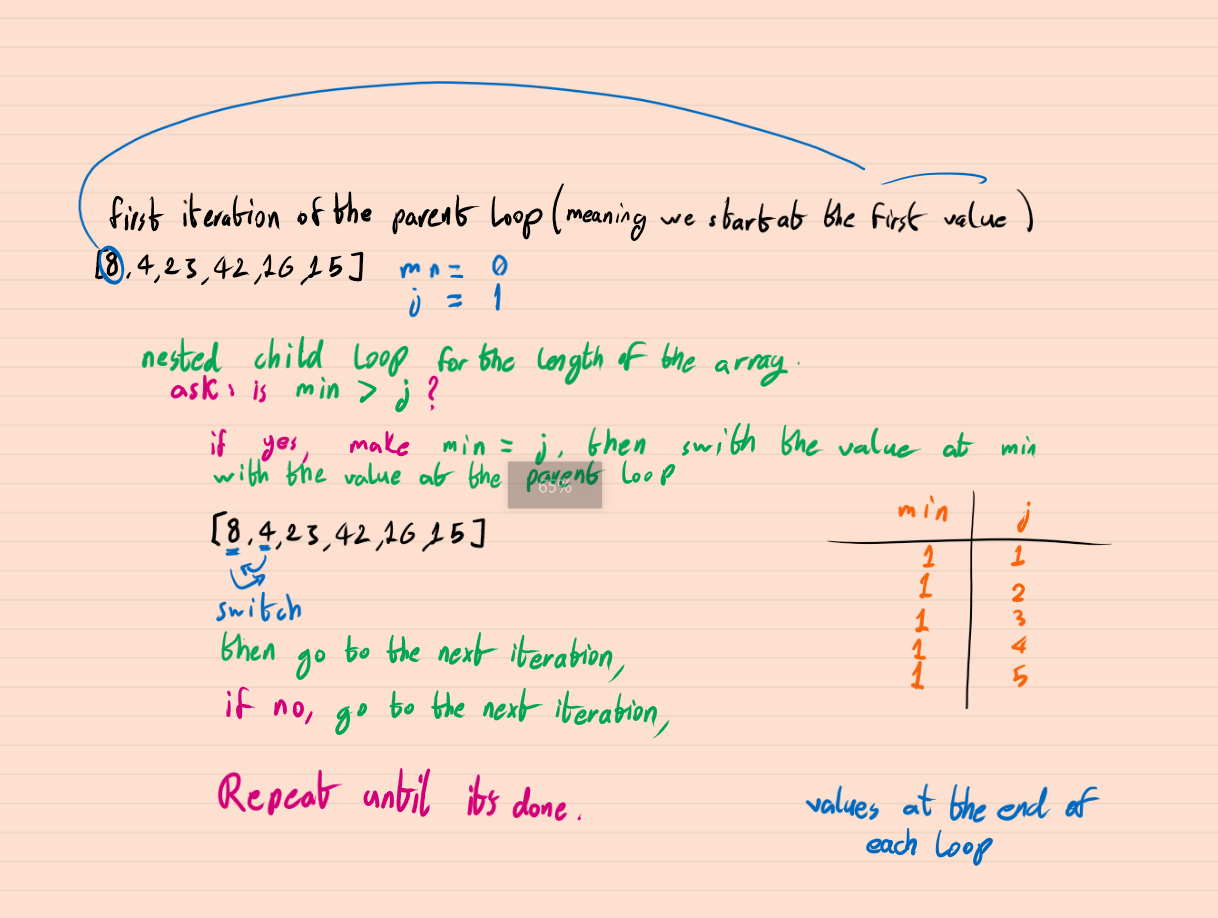 first iteration of the parent loop (meaning we start at the first value)
[8,4,23,42,16,15] min = 0
j = 1
nested child loop for the length of the array.
ask, is min > j ?
if yes, make min = j, then swith the value at min
with the value at the parent loop
65%
[8,4,23,42,16,15]
switch
then go to the next iteration,
if no, go to the next iteration,
Repeat until its done.
min j
1 1
1 2
1 3
1 4
1 5
values at the end of
each loop